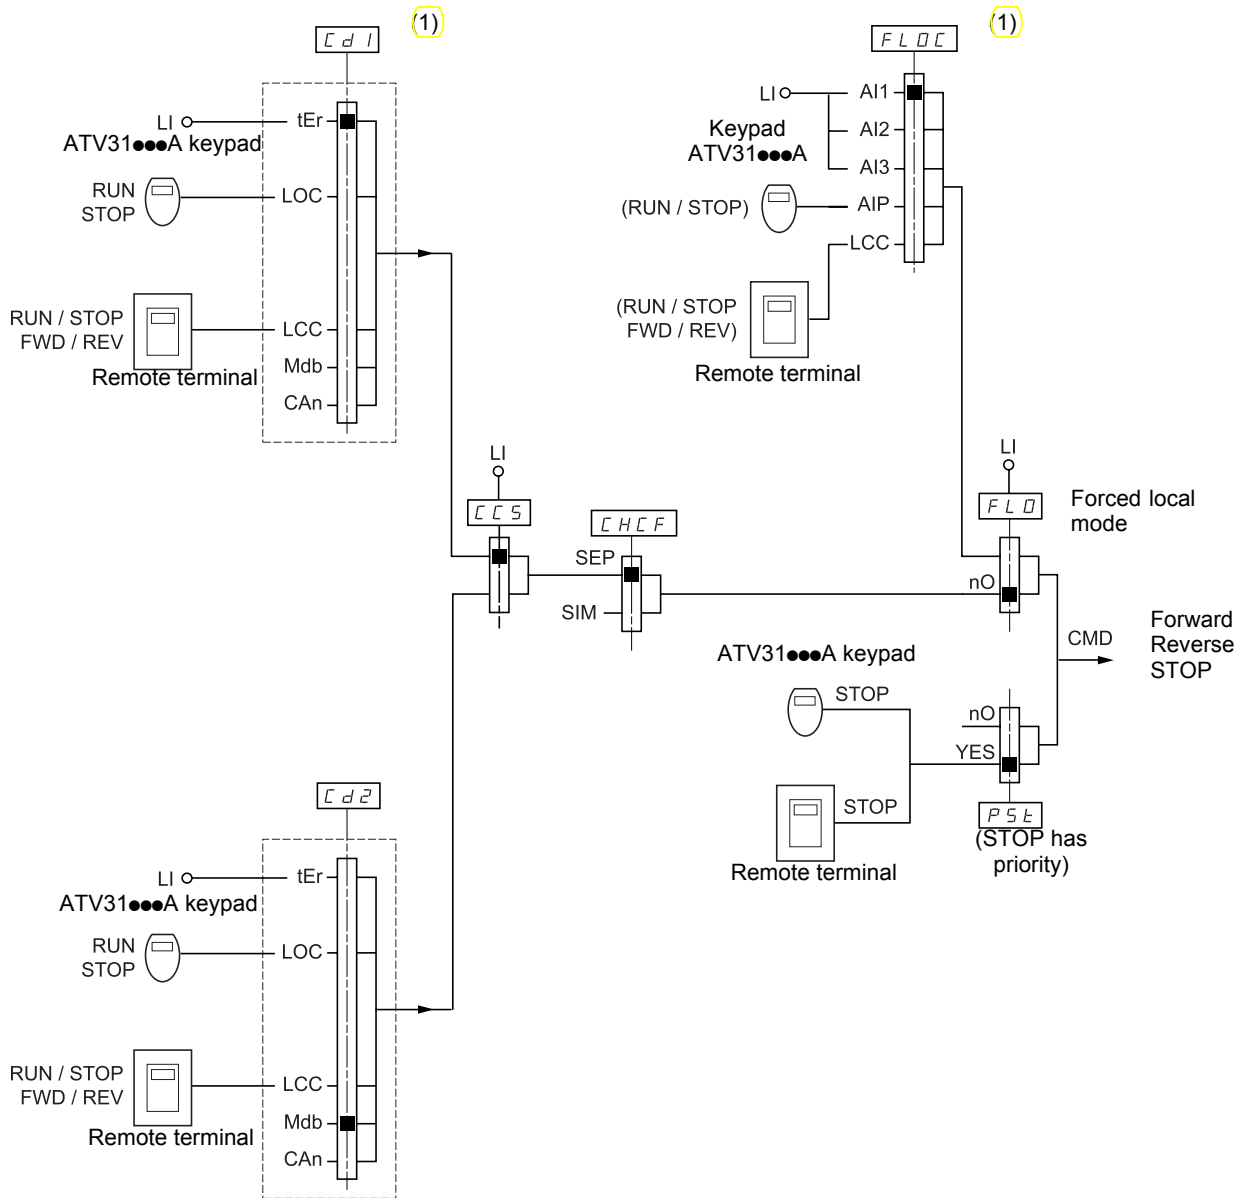 Cd1
(1)
LI
tEr
ATV31●●●A keypad
RUN
STOP
LOC
RUN / STOP
FWD / REV
LCC
Remote terminal
Mdb
CAn
FLOC
(1)
LI
AI1
Keypad
ATV31●●●A
AI2
AI3
(RUN / STOP)
AIP
LCC
(RUN / STOP
FWD / REV)
Remote terminal
LI
CCS
CHCF
SEP
SIM
LI
FLO
Forced local
mode
nO
CMD
Forward
Reverse
STOP
ATV31●●●A keypad
STOP
nO
YES
STOP
Remote terminal
PSt
(STOP has
priority)
Cd2
LI
tEr
ATV31●●●A keypad
RUN
STOP
LOC
RUN / STOP
FWD / REV
LCC
Remote terminal
Mdb
CAn